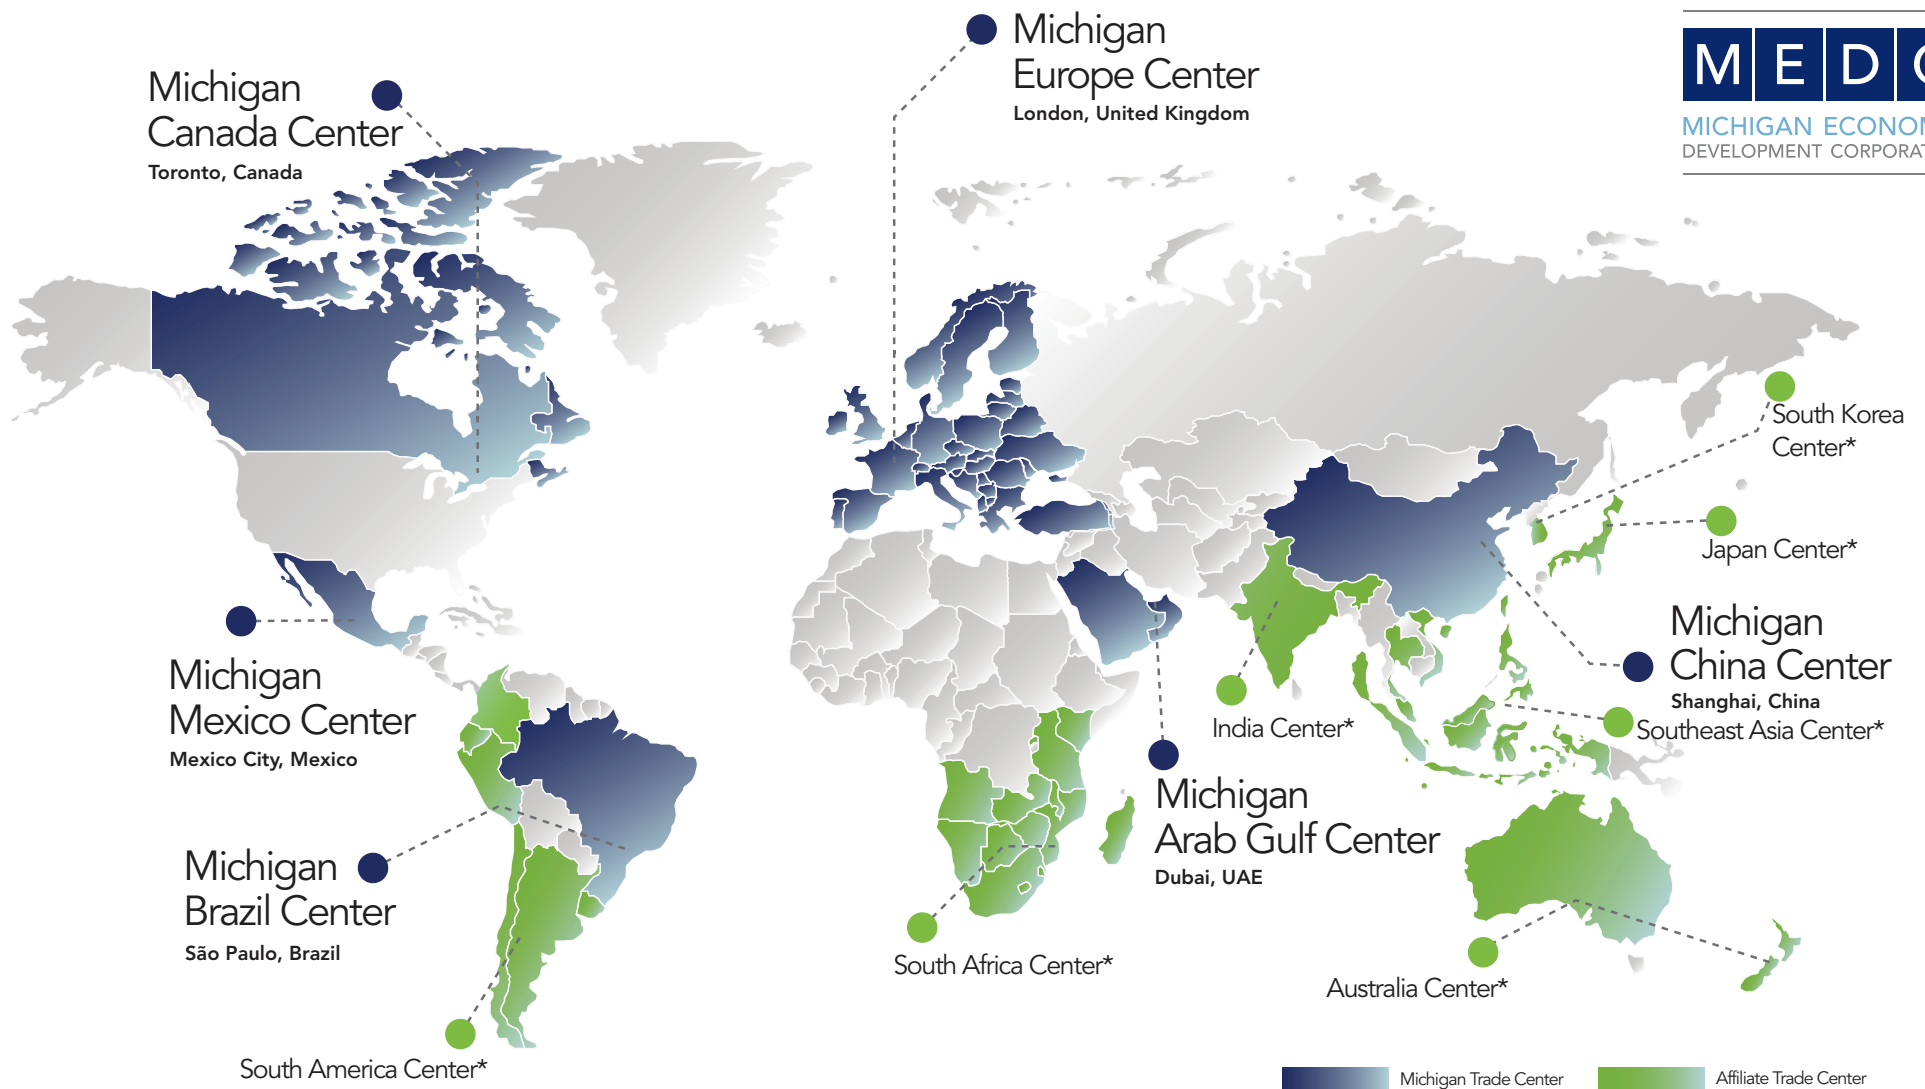 Michigan
Europe Center
London, United Kingdom
M E D
MICHIGAN
DEVELOPMENT
Michigan
Canada Center
Toronto, Canada
South Korea
Center*
Japan Center*
Michigan
China Center
Shanghai, China
Southeast Asia Center*
India Center*
Michigan
Mexico Center
Mexico City, Mexico
Michigan
Arab Gulf Center
Dubai, UAE
Michigan
Brazil Center
São Paulo, Brazil
South Africa Center*
Australia Center*
South America Center*
Michigan Trade Center
Affiliate Trade Center